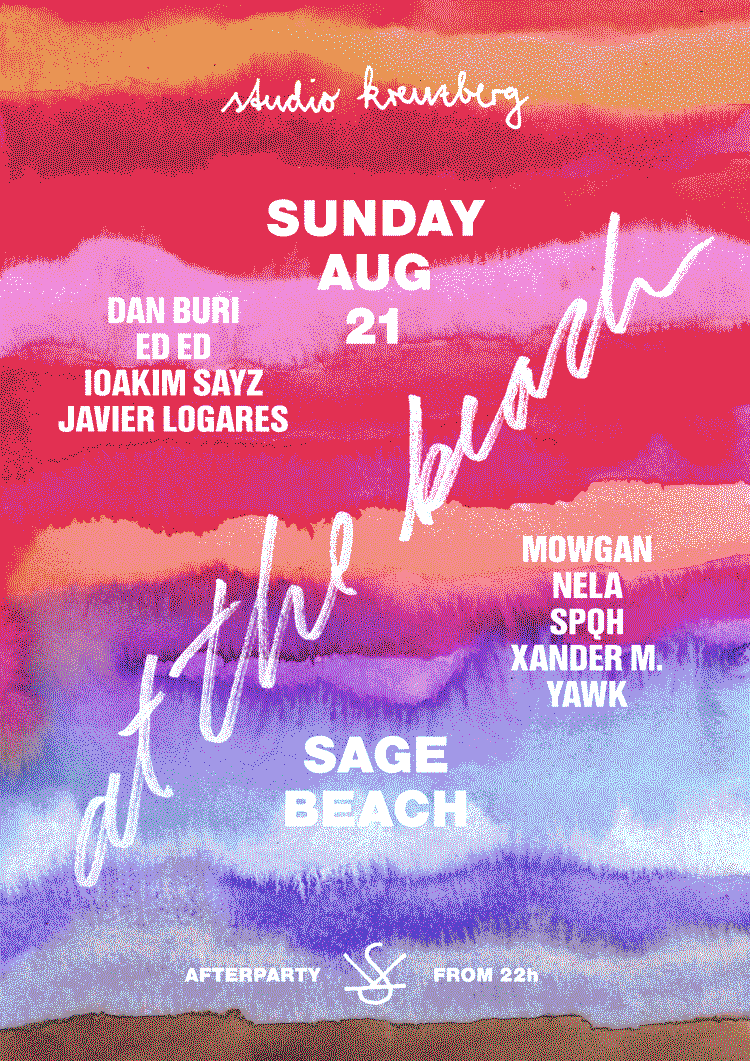 studio kreuzberg
SUNDAY
AUG
21
DAN BURI
ED ED
IOAKIM SAYZ
JAVIER LOGARES
at the beach
MOWGAN
NELA
SPQH
XANDER M.
YAWK
SAGE
BEACH
AFTERPARTY
FROM 22h